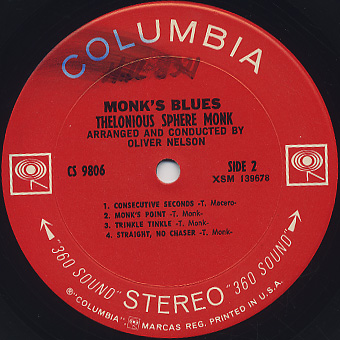 COLUMBIA
MONK'S BLUES
THELONIOUS SPHERE MONK
ARRANGED AND CONDUCTED BY
OLIVER NELSON
CS 9806
SIDE 2
XSM 139678
1. CONSECUTIVE SECONDS -T. Macero-
2. MONK'S POINT -T. Monk-
3. TRINKLE TINKLE -T. Monk-
4. STRAIGHT, NO CHASER -T. Monk-
"360 SOUND" STEREO "360 SOUND"
®"COLUMBIA", MARCAS REG. PRINTED IN U.S.A.